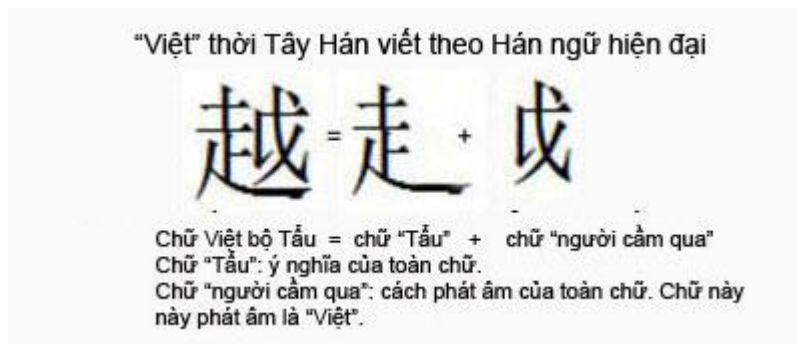 “Việt” thời Tây Hán viết theo Hán ngữ hiện đại
越 = 走 + 戉
Chữ Việt bộ Tẩu = chữ “Tẩu” + chữ “người cầm qua”
Chữ “Tẩu”: ý nghĩa của toàn chữ.
Chữ “người cầm qua”: cách phát âm của toàn chữ. Chữ này
này phát âm là “Việt”.